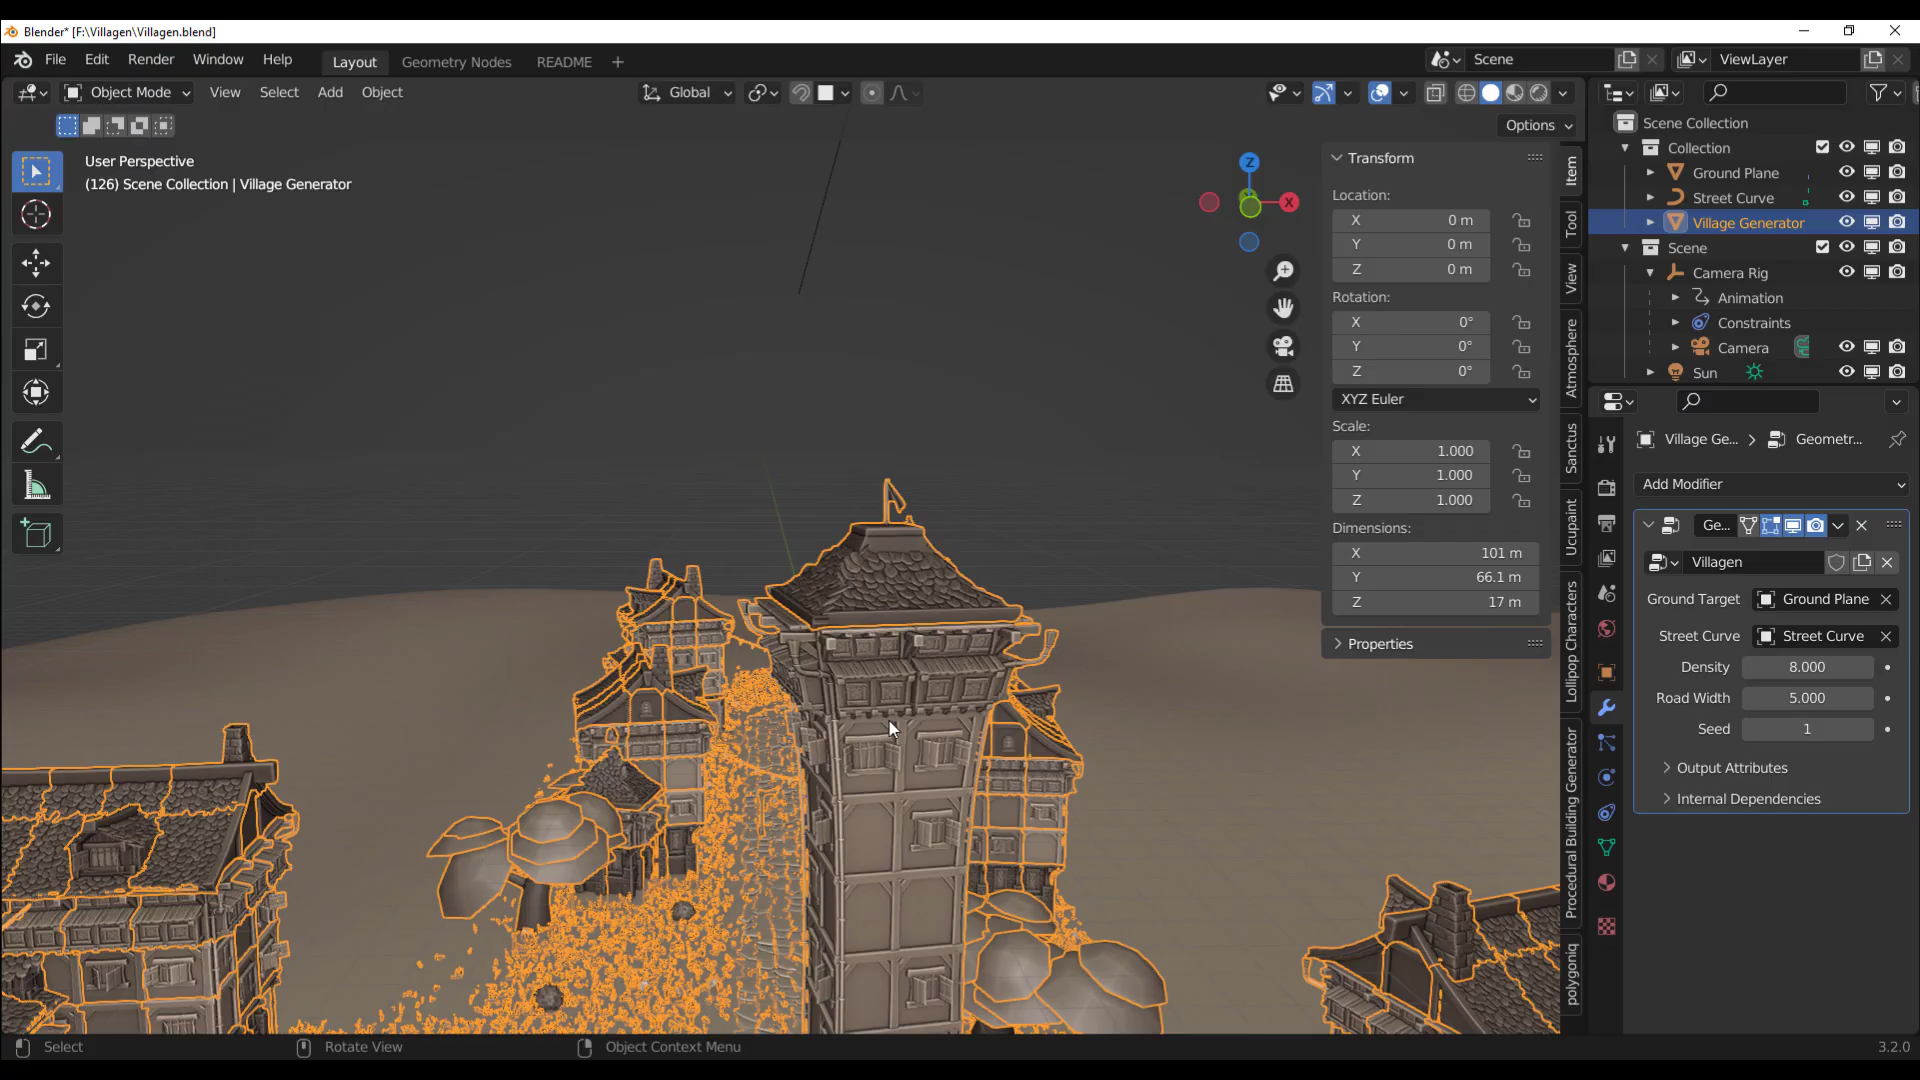 Blender* [F:\Villagen\Villagen.blend]
File Edit Render Window Help Layout Geometry Nodes README + Scene ViewLayer
Object Mode View Select Add Object Global
Options
User Perspective
(126) Scene Collection | Village Generator
Z
X
Transform
Location:
X 0 m
Y 0 m
Z 0 m
Rotation:
X 0°
Y 0°
Z 0°
XYZ Euler
Scale:
X 1.000
Y 1.000
Z 1.000
Dimensions:
X 101 m
Y 66.1 m
Z 17 m
Properties
Item
Tool
View
Atmosphere
Sanctus
Ucupaint
Lollipop Characters
Procedural Building Generator
polygoniq
Scene Collection
Collection
Ground Plane
Street Curve
Village Generator
Scene
Camera Rig
Animation
Constraints
Camera
Sun
Village Ge... > Geometr...
Add Modifier
Ge...
Villagen
Ground Target Ground Plane
Street Curve Street Curve
Density 8.000
Road Width 5.000
Seed 1
Output Attributes
Internal Dependencies
Select Rotate View Object Context Menu 3.2.0